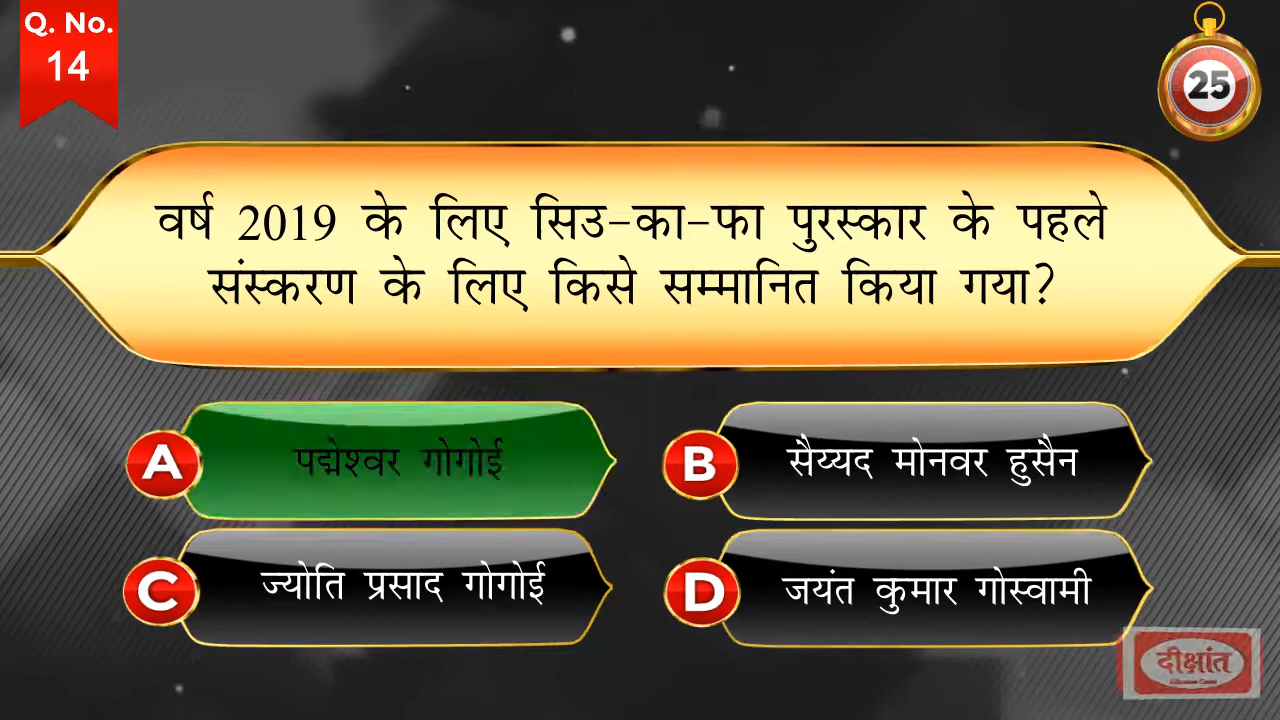 Q. No.
14
25
वर्ष 2019 के लिए सिउ-का-फा पुरस्कार के पहले
संस्करण के लिए किसे सम्मानित किया गया?
A पद्मेश्वर गोगोई
B सैय्यद मोनवर हुसैन
C ज्योति प्रसाद गोगोई
D जयंत कुमार गोस्वामी
दीक्षांत